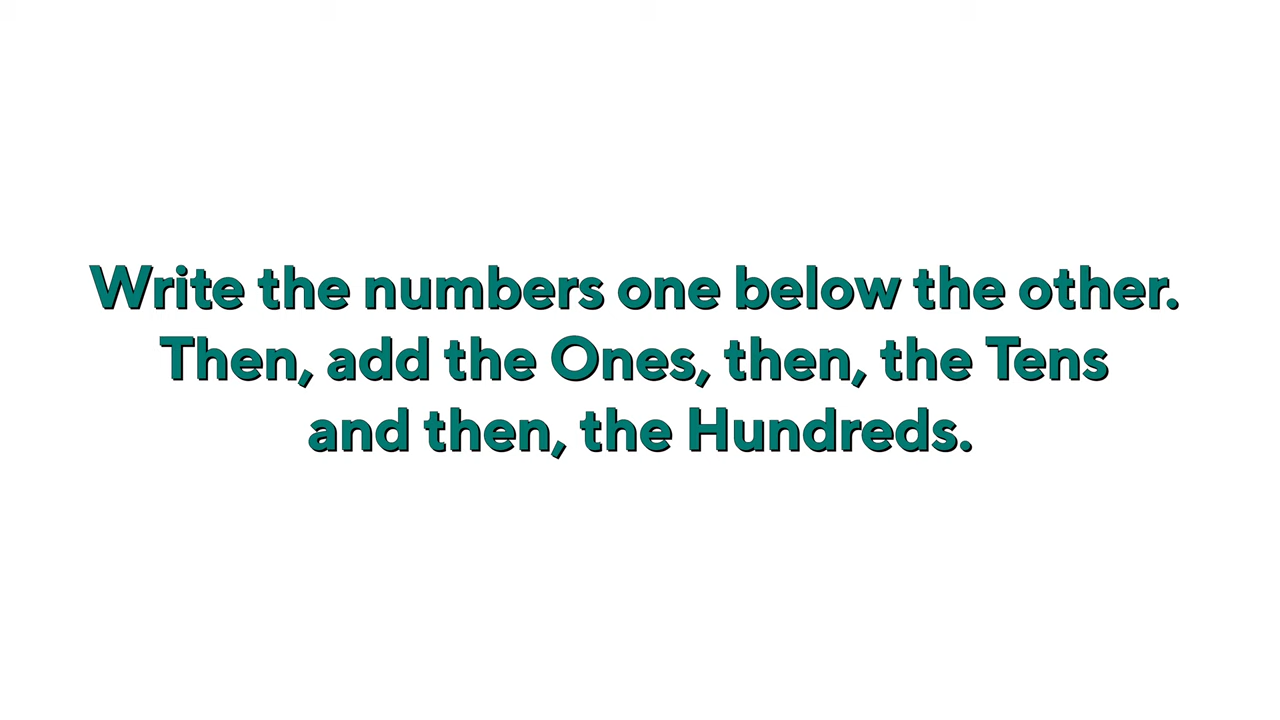 Write the numbers one below the other.
Then, add the Ones, then, the Tens
and then, the Hundreds.